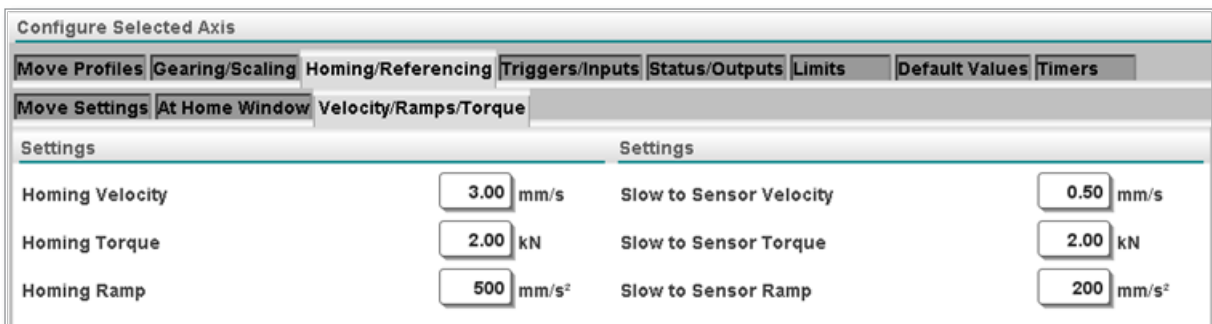 Configure Selected Axis
Move Profiles Gearing/Scaling Homing/Referencing Triggers/Inputs Status/Outputs Limits Default Values Timers
Move Settings At Home Window Velocity/Ramps/Torque
Settings Settings
Homing Velocity 3.00 mm/s Slow to Sensor Velocity 0.50 mm/s
Homing Torque 2.00 kN Slow to Sensor Torque 2.00 kN
Homing Ramp 500 mm/s² Slow to Sensor Ramp 200 mm/s²